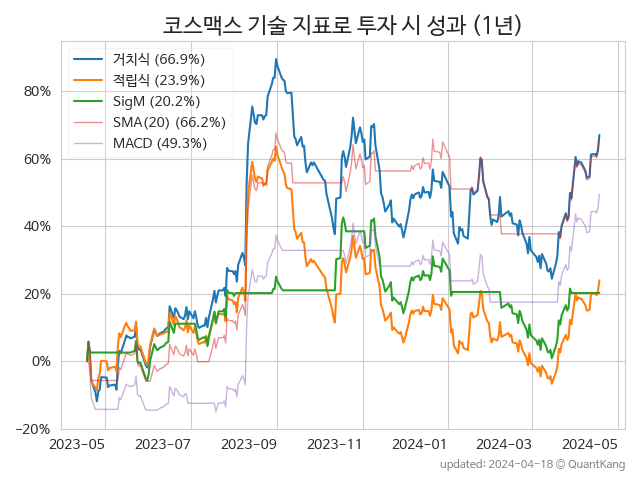 코스맥스 기술 지표로 투자 시 성과 (1년)
거치식 (66.9%)
적립식 (23.9%)
SigM (20.2%)
SMA(20) (66.2%)
MACD (49.3%)
80%
60%
40%
20%
0%
−20%
2023-05 2023-07 2023-09 2023-11 2024-01 2024-03 2024-05
updated: 2024-04-18 © QuantKang